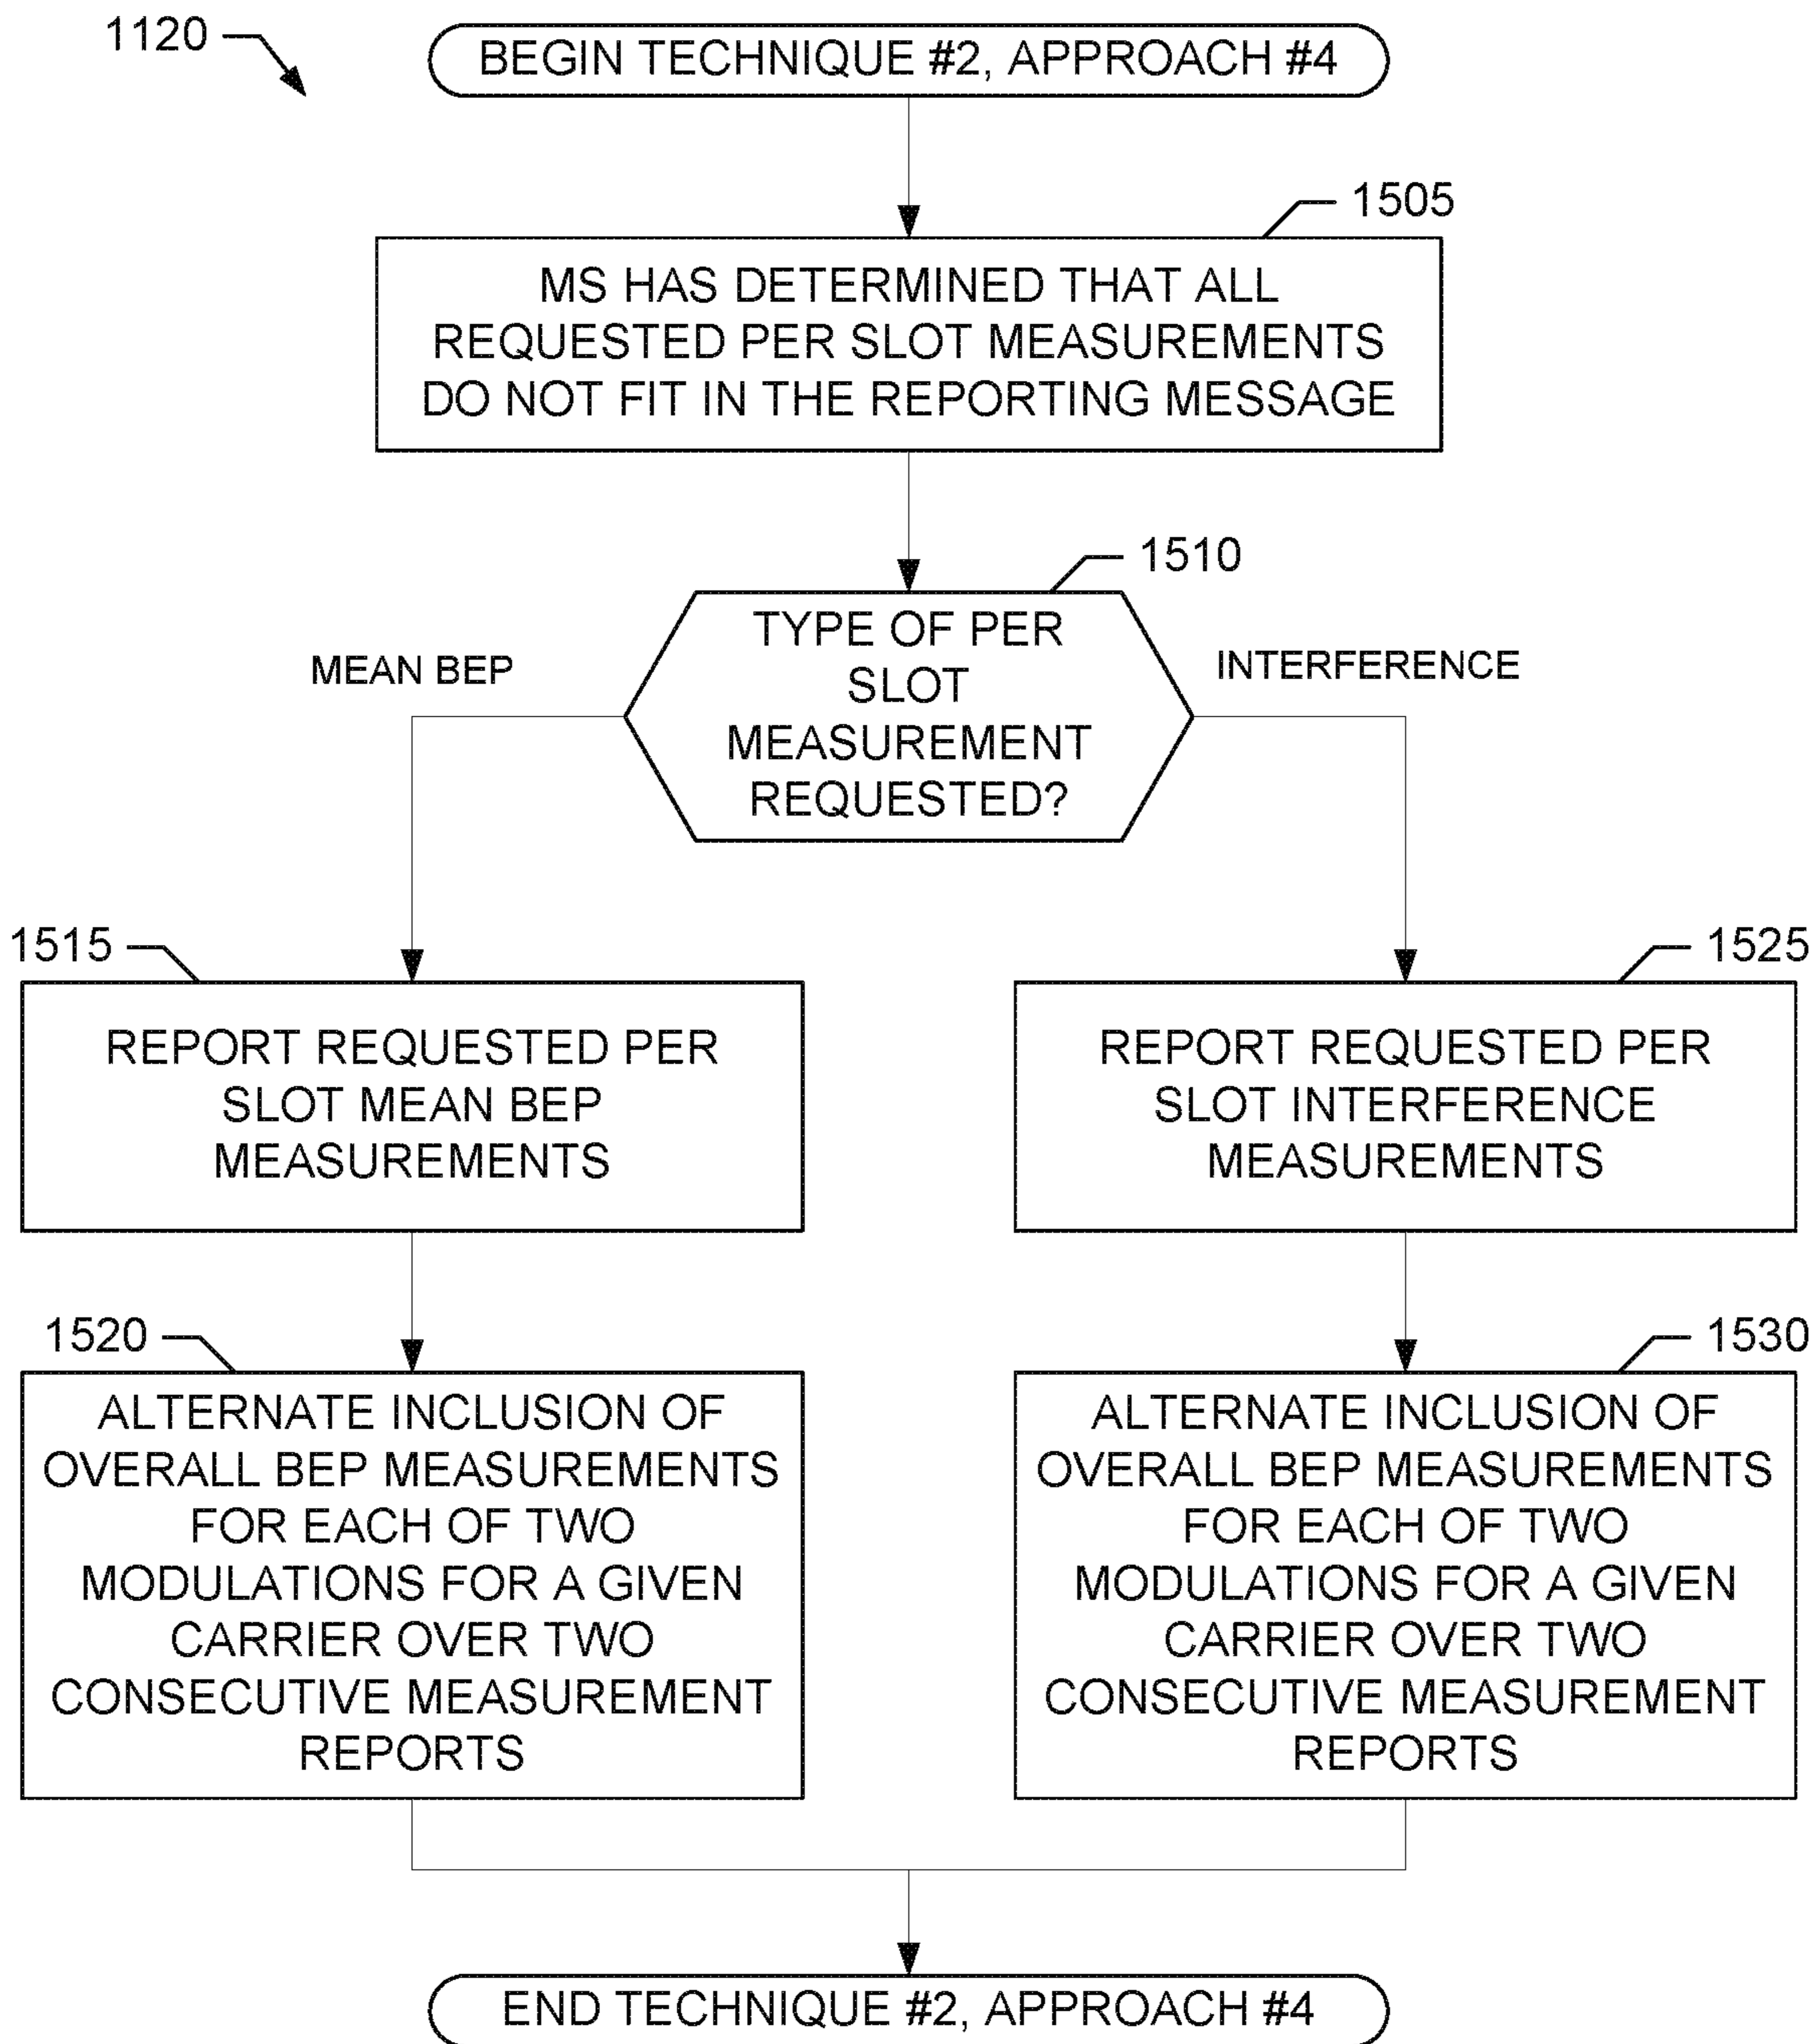 1120
BEGIN TECHNIQUE #2, APPROACH #4
1505
MS HAS DETERMINED THAT ALL
REQUESTED PER SLOT MEASUREMENTS
DO NOT FIT IN THE REPORTING MESSAGE
1510
TYPE OF PER
SLOT
MEASUREMENT
REQUESTED?
MEAN BEP
INTERFERENCE
1515
REPORT REQUESTED PER
SLOT MEAN BEP
MEASUREMENTS
1525
REPORT REQUESTED PER
SLOT INTERFERENCE
MEASUREMENTS
1520
ALTERNATE INCLUSION OF
OVERALL BEP MEASUREMENTS
FOR EACH OF TWO
MODULATIONS FOR A GIVEN
CARRIER OVER TWO
CONSECUTIVE MEASUREMENT
REPORTS
1530
ALTERNATE INCLUSION OF
OVERALL BEP MEASUREMENTS
FOR EACH OF TWO
MODULATIONS FOR A GIVEN
CARRIER OVER TWO
CONSECUTIVE MEASUREMENT
REPORTS
END TECHNIQUE #2, APPROACH #4